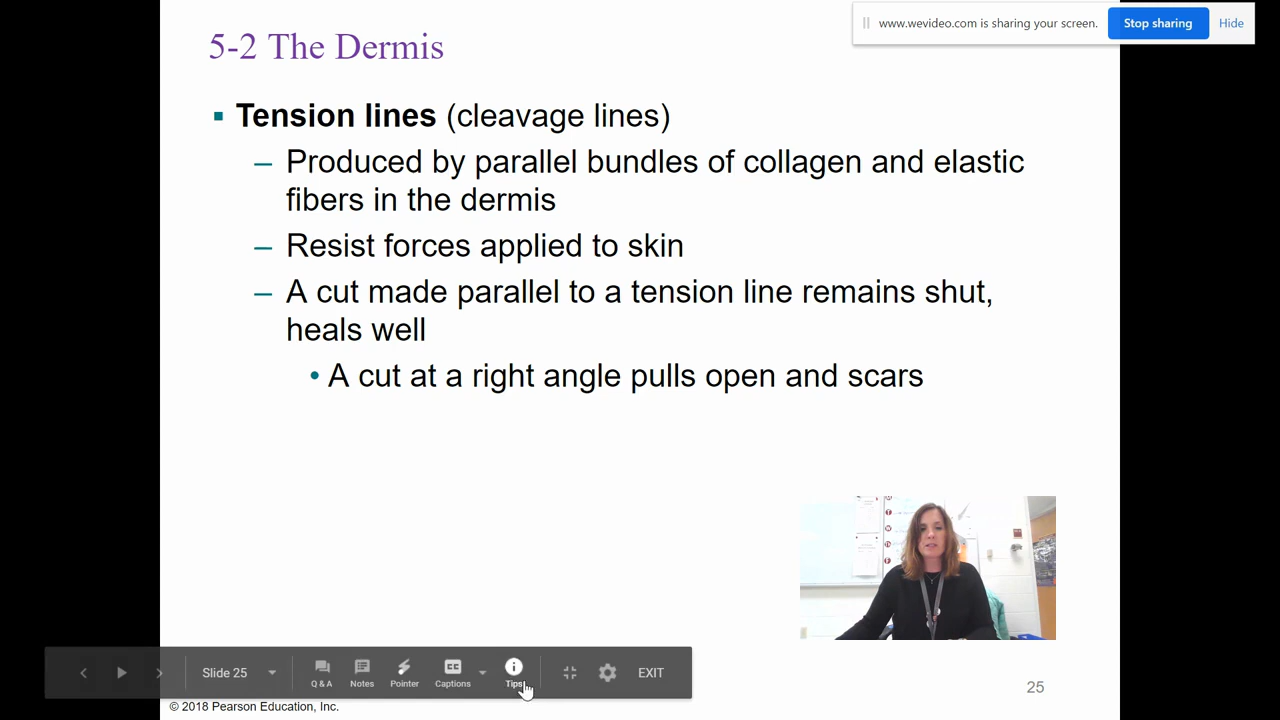 www.wevideo.com is sharing your screen. Stop sharing Hide
5-2 The Dermis
▪ Tension lines (cleavage lines)
– Produced by parallel bundles of collagen and elastic
fibers in the dermis
– Resist forces applied to skin
– A cut made parallel to a tension line remains shut,
heals well
• A cut at a right angle pulls open and scars
Slide 25 Q & A Notes Pointer Captions Tips EXIT
25
© 2018 Pearson Education, Inc.